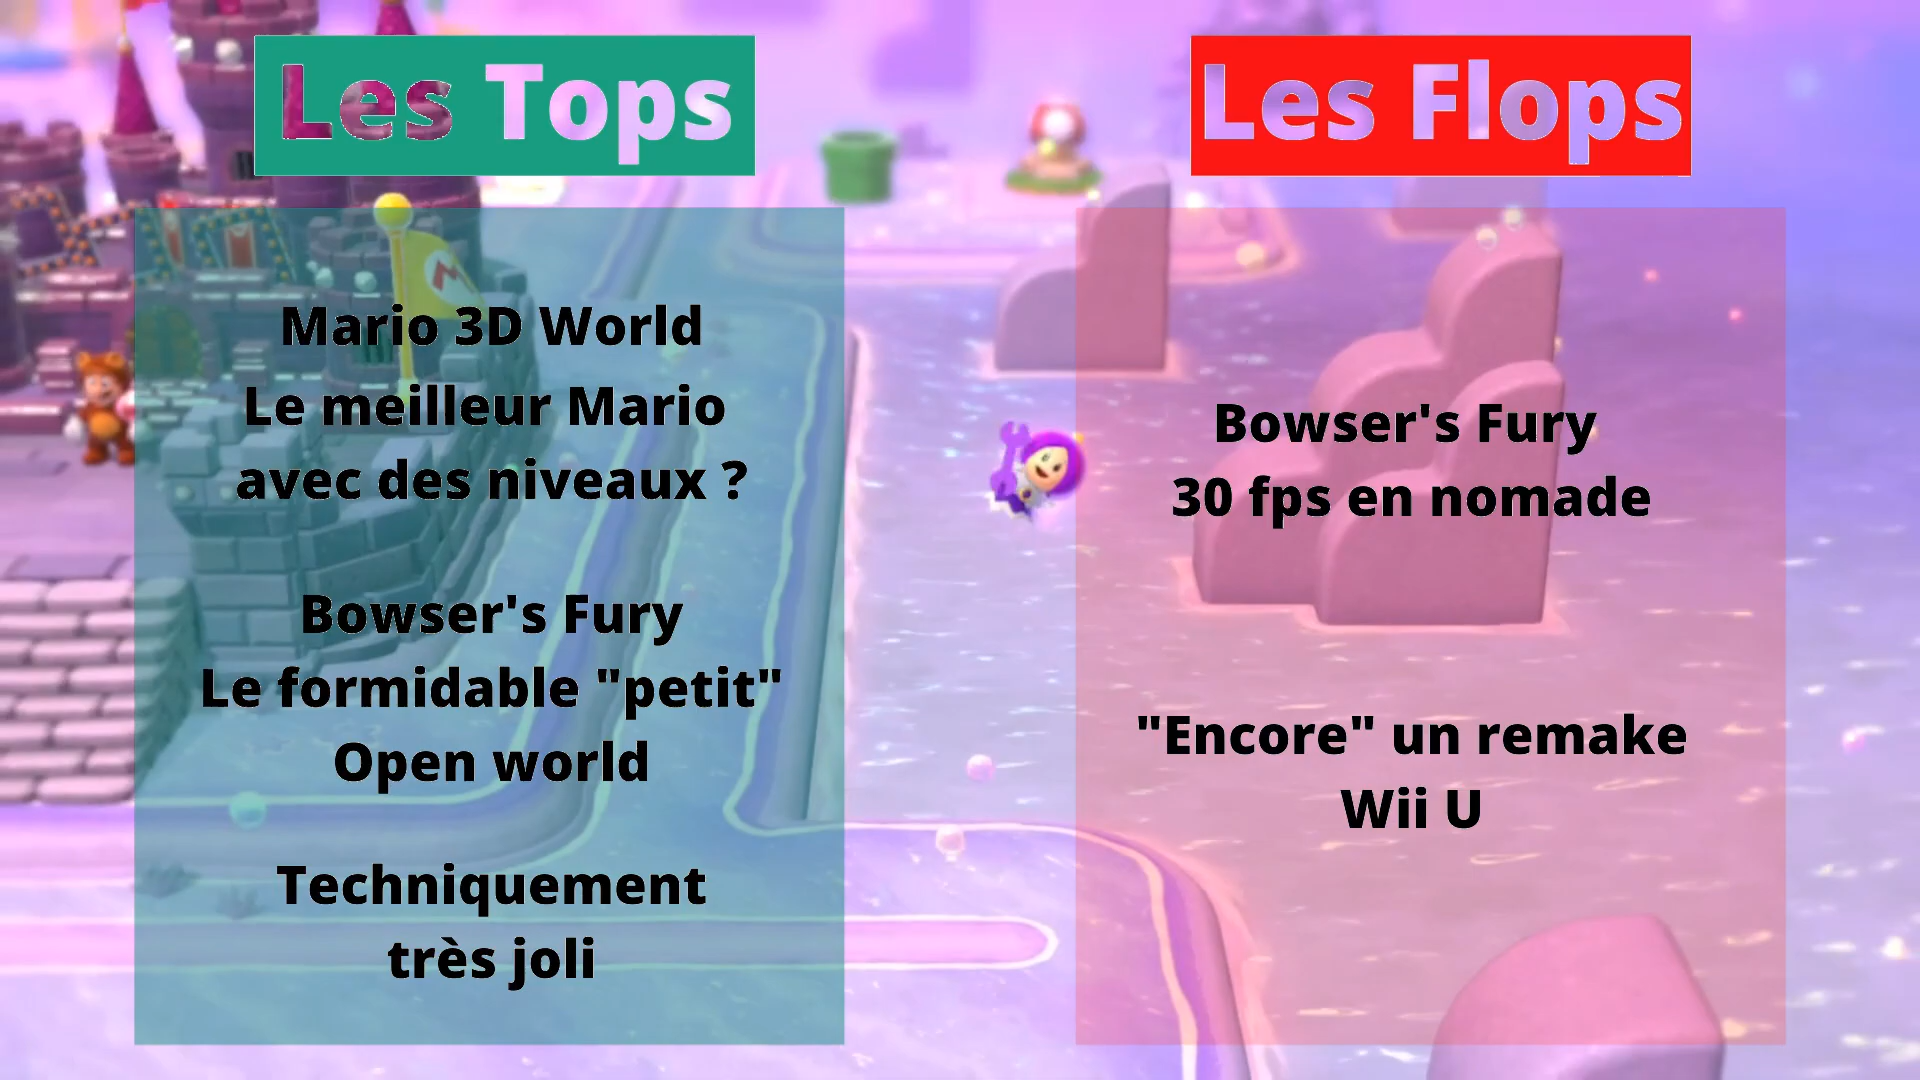 Les Tops
Mario 3D World
Le meilleur Mario
avec des niveaux ?
Bowser's Fury
Le formidable "petit"
Open world
Techniquement
très joli
Les Flops
Bowser's Fury
30 fps en nomade
"Encore" un remake
Wii U